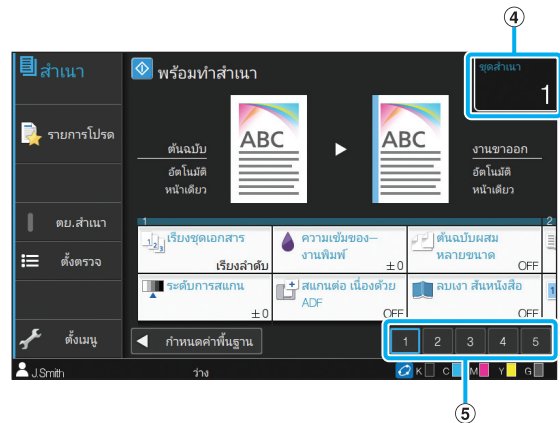 ④
สำเนา
พร้อมทำสำเนา
ชุดสำเนา
1
รายการโปรด
ต้นฉบับ
อัตโนมัติ
หน้าเดียว
ABC
ABC
งานขาออก
อัตโนมัติ
หน้าเดียว
ตย.สำเนา
ตั้งตรวจ
ตั้งเมนู
1
2
เรียงชุดเอกสาร
เรียงลำดับ
ความเข้มของ–
งานพิมพ์
±0
ต้นฉบับผสม
หลายขนาด
OFF
ระดับการสแกน
±0
สแกนต่อ เนื่องด้วย
ADF
OFF
ลบเงา สันหนังสือ
OFF
กำหนดค่าพื้นฐาน
1 2 3 4 5
J.Smith
ว่าง
K C M Y G
⑤